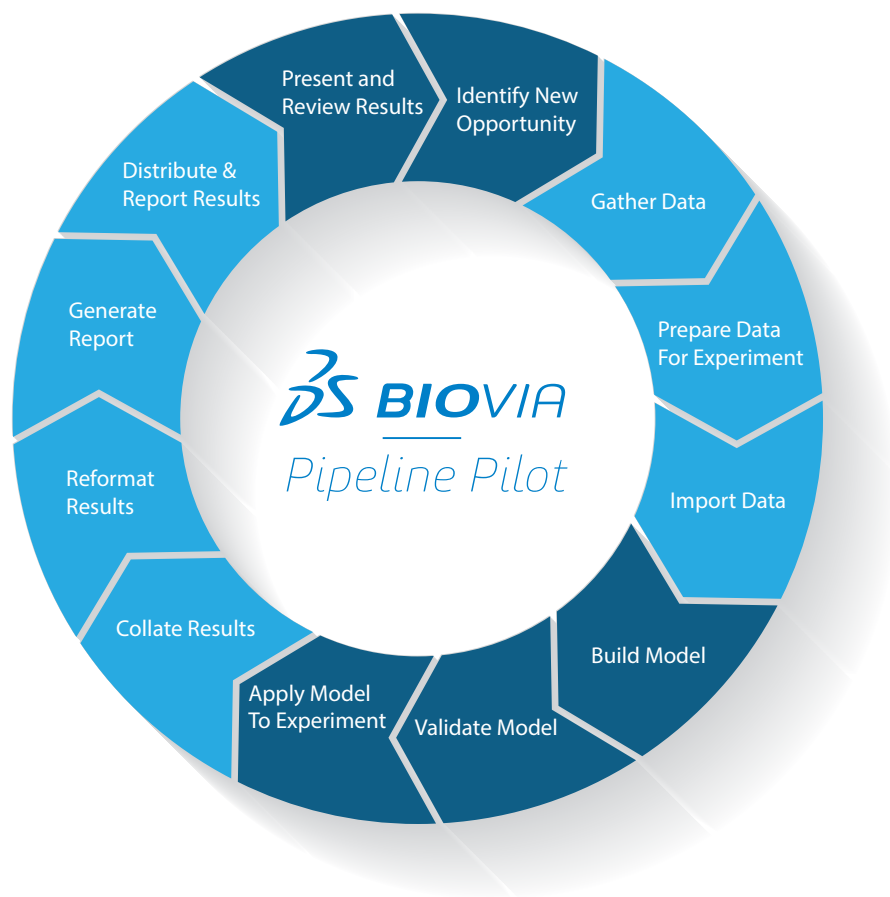 Present and
Review Results
Identify New
Opportunity
Gather Data
Prepare Data
For Experiment
Import Data
Build Model
Validate Model
Apply Model
To Experiment
Collate Results
Reformat
Results
Generate
Report
Distribute &
Report Results
3DS BIOVIA
Pipeline Pilot